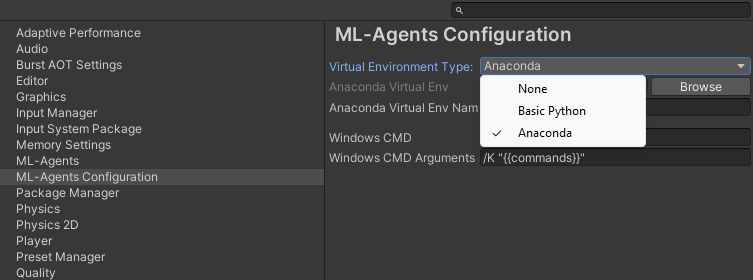 Adaptive Performance
Audio
Burst AOT Settings
Editor
Graphics
Input Manager
Input System Package
Memory Settings
ML-Agents
ML-Agents Configuration
Package Manager
Physics
Physics 2D
Player
Preset Manager
Quality
ML-Agents Configuration
Virtual Environment Type: Anaconda
Anaconda Virtual Env Browse
Anaconda Virtual Env Nam
None
Basic Python
✓ Anaconda
Windows CMD
Windows CMD Arguments /K "{{commands}}"